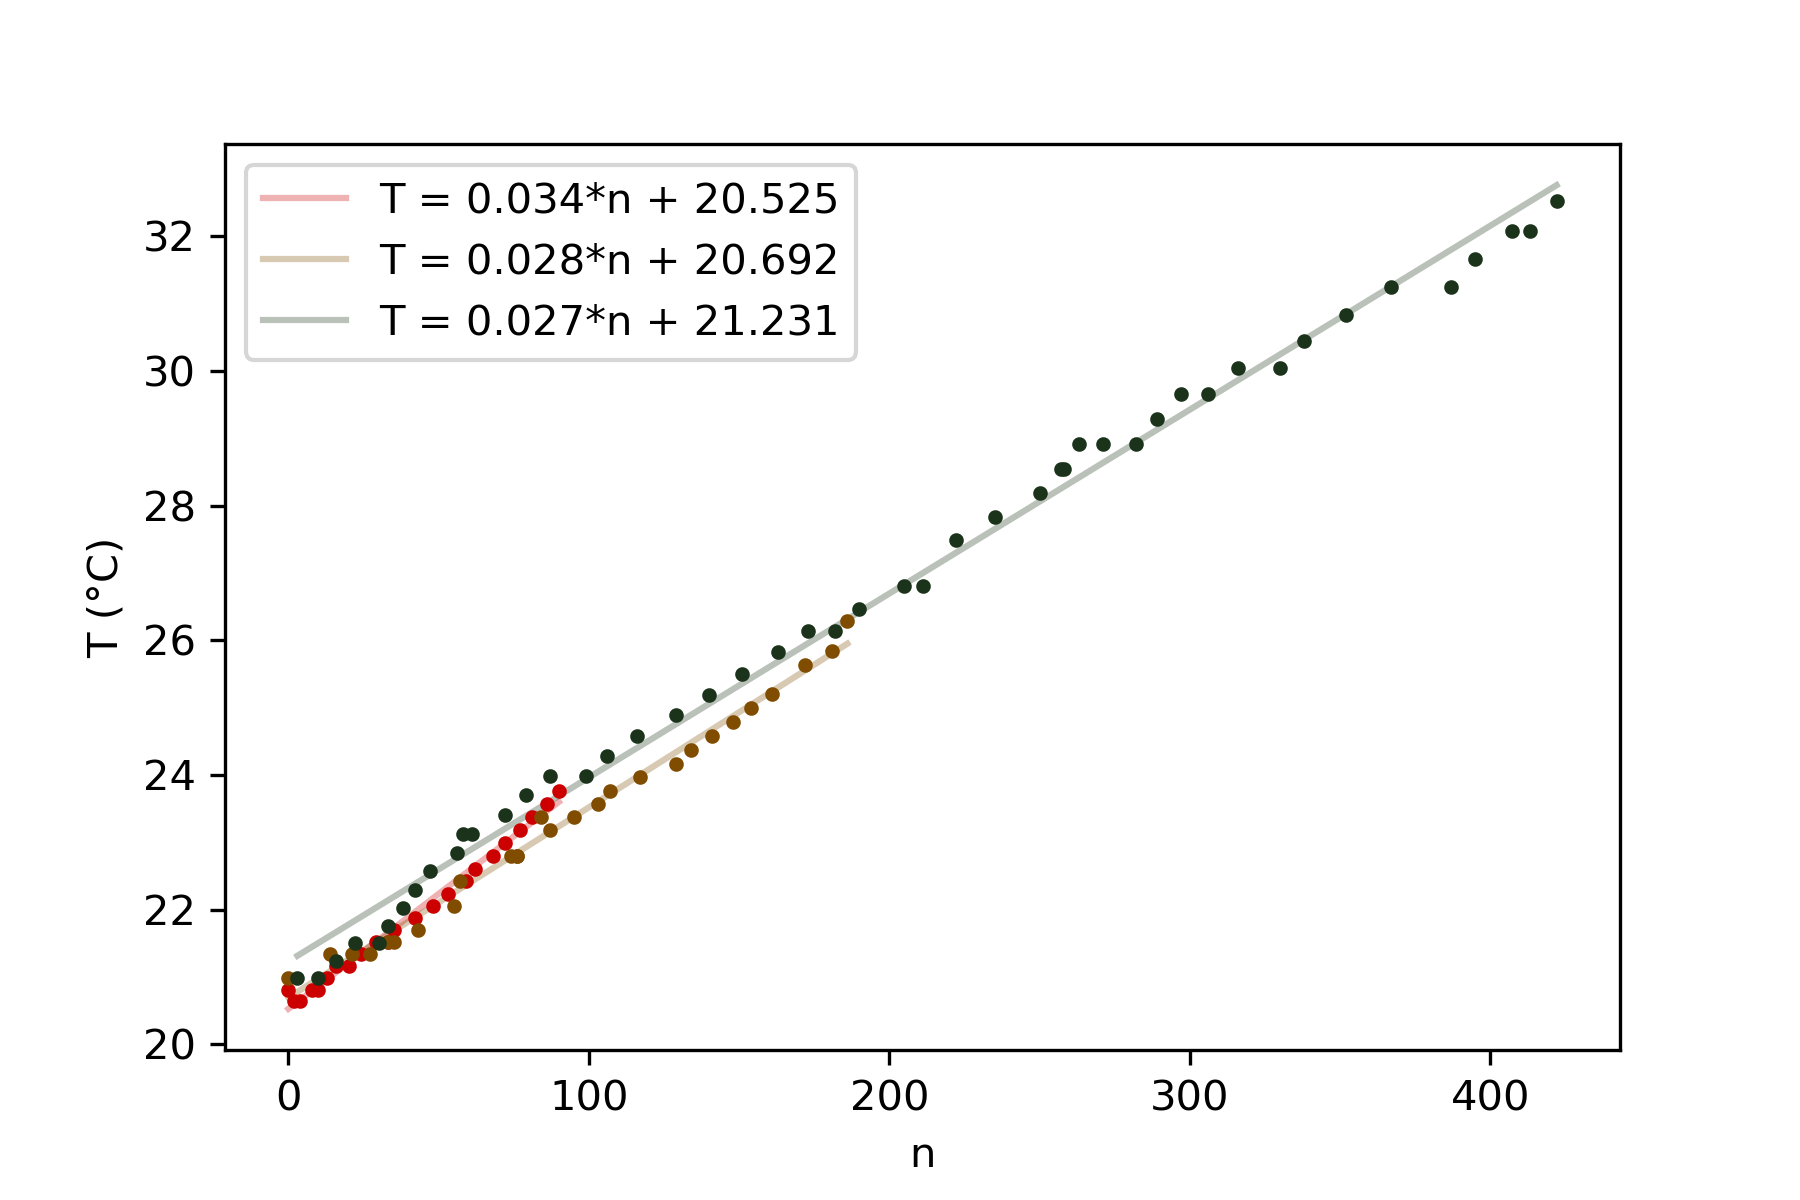 T = 0.034*n + 20.525
T = 0.028*n + 20.692
T = 0.027*n + 21.231
32
30
28
26
24
22
20
T (°C)
0 100 200 300 400
n